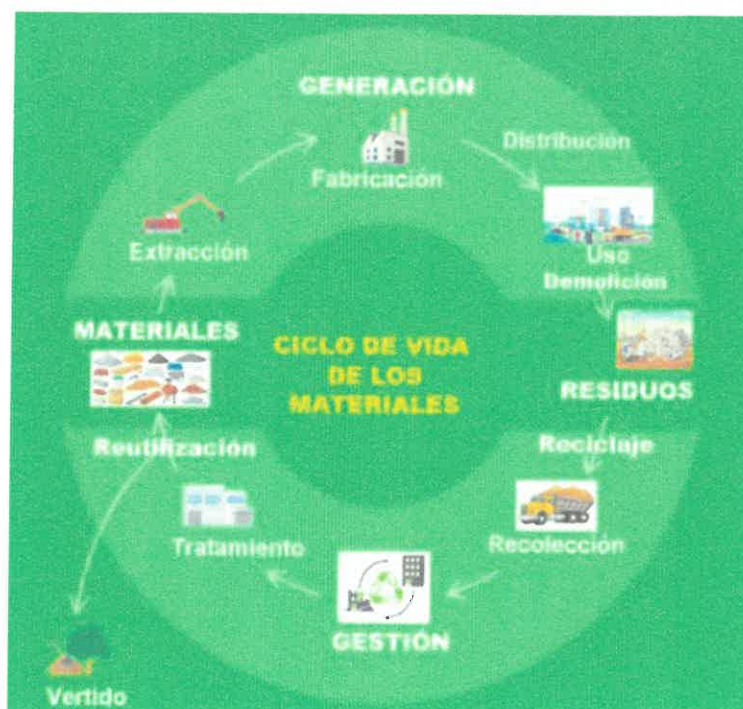 GENERACIÓN
Fabricación
Distribución
Extracción
Uso
Demolición
MATERIALES
CICLO DE VIDA
DE LOS
MATERIALES
RESIDUOS
Reutilización
Reciclaje
Tratamiento
Recolección
GESTIÓN
Vertido